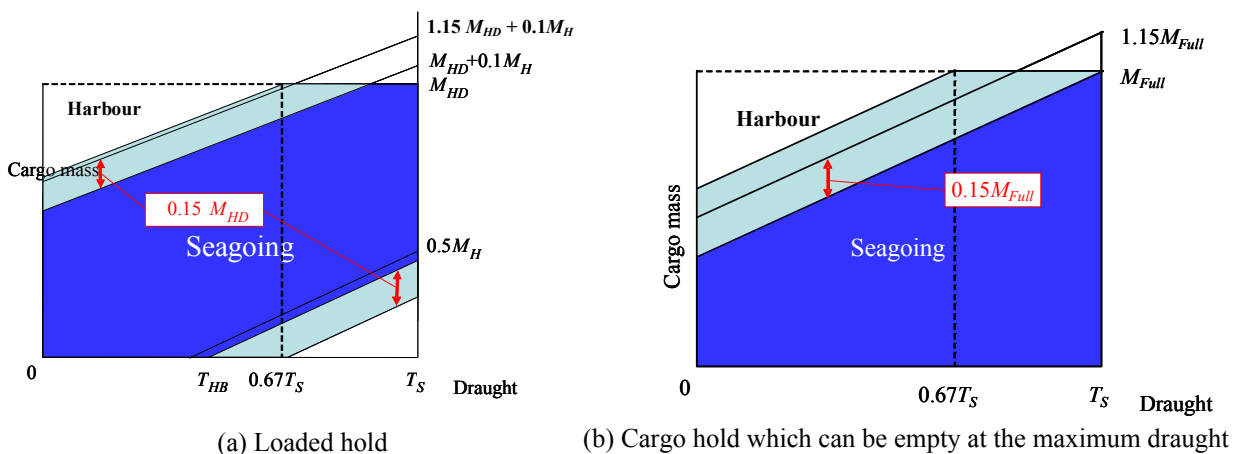 1.15 M_HD + 0.1M_H
M_HD+0.1M_H
M_HD
Harbour
Cargo mass
0.15 M_HD
Seagoing
0.5M_H
0
T_HB
0.67T_S
T_S
Draught
(a) Loaded hold
1.15M_Full
M_Full
Harbour
Cargo mass
0.15M_Full
Seagoing
0
0.67T_S
T_S
Draught
(b) Cargo hold which can be empty at the maximum draught